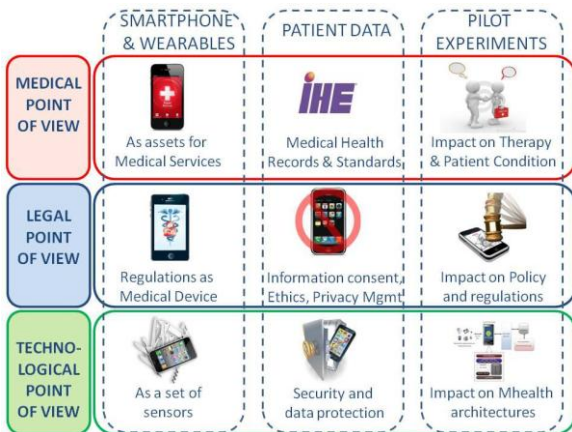 SMARTPHONE
& WEARABLES
PATIENT DATA
PILOT
EXPERIMENTS
MEDICAL
POINT
OF VIEW
As assets for
Medical Services
IHE
Medical Health
Records & Standards
Impact on Therapy
& Patient Condition
LEGAL
POINT
OF VIEW
Regulations as
Medical Device
Information consent,
Ethics, Privacy Mgmt
Impact on Policy
and regulations
TECHNO-
LOGICAL
POINT
OF VIEW
As a set of
sensors
Security and
data protection
Impact on Mhealth
architectures